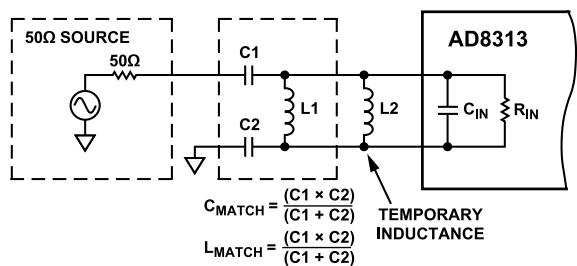 50Ω SOURCE
50Ω
C1
C2
L1
L2
AD8313
CIN
RIN
CMATCH = (C1 × C2)
(C1 + C2)
LMATCH = (C1 × C2)
(C1 + C2)
TEMPORARY
INDUCTANCE